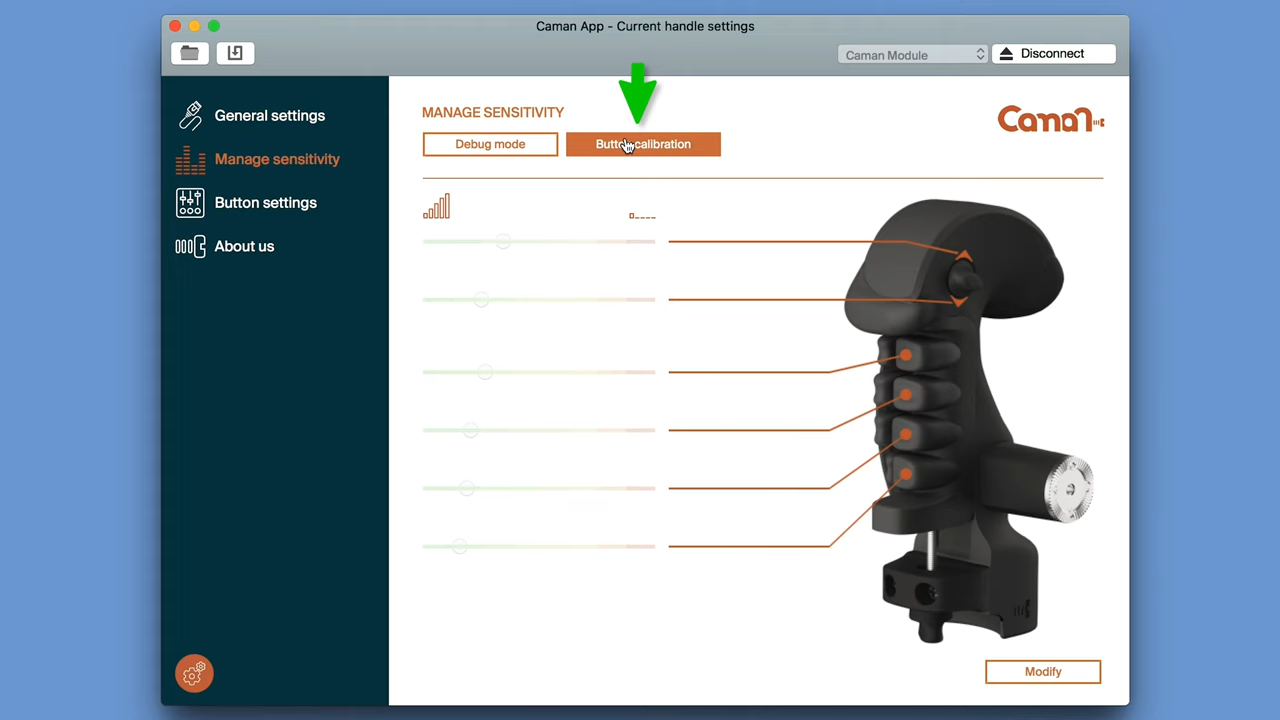 Caman App - Current handle settings
Caman Module
Disconnect
General settings
Manage sensitivity
Button settings
About us
MANAGE SENSITIVITY
Debug mode
Button calibration
Caman
Modify